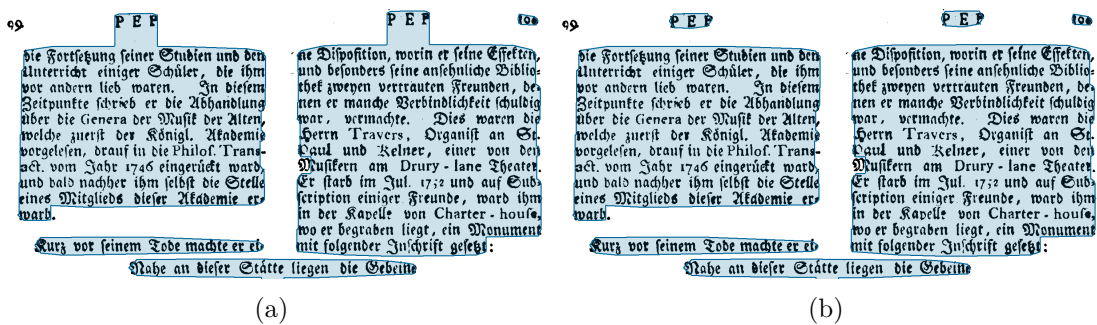 99
PEP
PEP
100
die Fortſetzung ſeiner Studien und den
Unterricht einiger Schüler, die ihm
vor andern lieb waren. In dieſem
Zeitpunkte ſchrieb er die Abhandlung
über die Genera der Muſik der Alten,
welche zuerſt der Königl. Akademie
vorgeleſen, drauf in die Philoſ. Trans-
act. vom Jahr 1746 eingerückt ward,
und bald nachher ihm ſelbſt die Stelle
eines Mitglieds dieſer Akademie er-
warb.
Kurz vor ſeinem Tode machte er ei-
ne Diſpoſition, worin er ſeine Effekten,
und beſonders ſeine anſehnliche Biblio-
thek zweyen vertrauten Freunden, de-
nen er manche Verbindlichkeit ſchuldig
war, vermachte. Dies waren die
Herrn Travers, Organiſt an St.
Paul und Kelner, einer von den
Muſikern am Drury-lane Theater.
Er ſtarb im Jul. 1752 und auf Sub-
ſcription einiger Freunde, ward ihm
in der Kapelle von Charter-houſe,
wo er begraben liegt, ein Monument
mit folgender Inſchrift geſetzt:
Nahe an dieſer Stätte liegen die Gebeine
(a)
99
PEP
PEP
100
die Fortſetzung ſeiner Studien und den
Unterricht einiger Schüler, die ihm
vor andern lieb waren. In dieſem
Zeitpunkte ſchrieb er die Abhandlung
über die Genera der Muſik der Alten,
welche zuerſt der Königl. Akademie
vorgeleſen, drauf in die Philoſ. Trans-
act. vom Jahr 1746 eingerückt ward,
und bald nachher ihm ſelbſt die Stelle
eines Mitglieds dieſer Akademie er-
warb.
Kurz vor ſeinem Tode machte er ei-
ne Diſpoſition, worin er ſeine Effekten,
und beſonders ſeine anſehnliche Biblio-
thek zweyen vertrauten Freunden, de-
nen er manche Verbindlichkeit ſchuldig
war, vermachte. Dies waren die
Herrn Travers, Organiſt an St.
Paul und Kelner, einer von den
Muſikern am Drury-lane Theater.
Er ſtarb im Jul. 1752 und auf Sub-
ſcription einiger Freunde, ward ihm
in der Kapelle von Charter-houſe,
wo er begraben liegt, ein Monument
mit folgender Inſchrift geſetzt:
Nahe an dieſer Stätte liegen die Gebeine
(b)